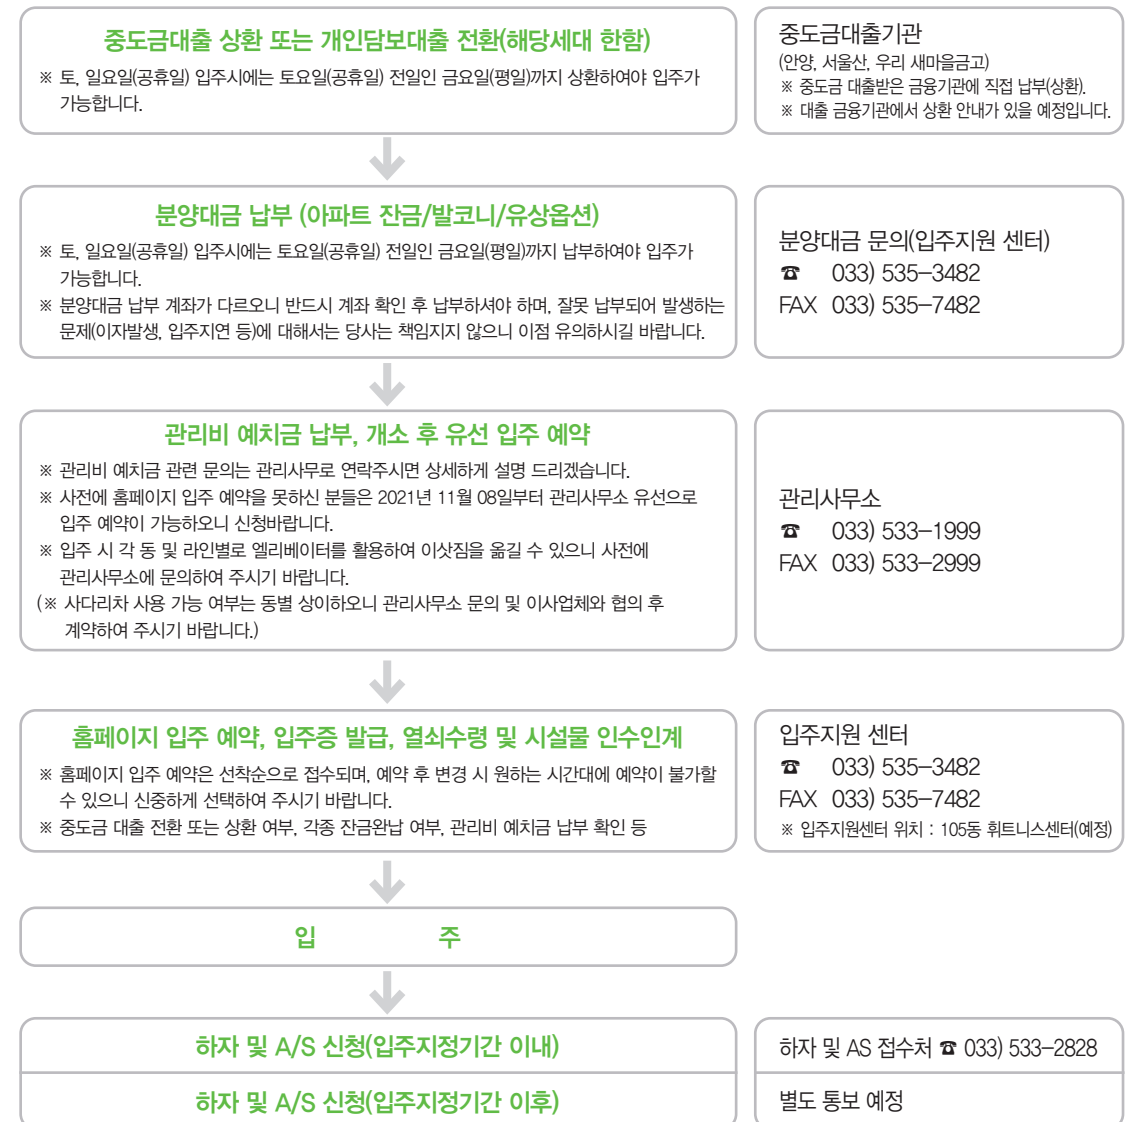 중도금대출 상환 또는 개인담보대출 전환(해당세대 한함)
※ 토, 일요일(공휴일) 입주시에는 토요일(공휴일) 전일인 금요일(평일)까지 상환하여야 입주가
가능합니다.
중도금대출기관
(안양, 서울산, 우리 새마을금고)
※ 중도금 대출받은 금융기관에 직접 납부(상환).
※ 대출 금융기관에서 상환 안내가 있을 예정입니다.
분양대금 납부 (아파트 잔금/발코니/유상옵션)
※ 토, 일요일(공휴일) 입주시에는 토요일(공휴일) 전일인 금요일(평일)까지 납부하여야 입주가
가능합니다.
※ 분양대금 납부 계좌가 다르오니 반드시 계좌 확인 후 납부하셔야 하며, 잘못 납부되어 발생하는
문제(이자발생, 입주지연 등)에 대해서는 당사는 책임지지 않으니 이점 유의하시길 바랍니다.
분양대금 문의(입주지원 센터)
☎ 033) 535-3482
FAX 033) 535-7482
관리비 예치금 납부, 개소 후 유선 입주 예약
※ 관리비 예치금 관련 문의는 관리사무로 연락주시면 상세하게 설명 드리겠습니다.
※ 사전에 홈페이지 입주 예약을 못하신 분들은 2021년 11월 08일부터 관리사무소 유선으로
입주 예약이 가능하오니 신청바랍니다.
※ 입주 시 각 동 및 라인별로 엘리베이터를 활용하여 이삿짐을 옮길 수 있으니 사전에
관리사무소에 문의하여 주시기 바랍니다.
(※ 사다리차 사용 가능 여부는 동별 상이하오니 관리사무소 문의 및 이사업체와 협의 후
계약하여 주시기 바랍니다.)
관리사무소
☎ 033) 533-1999
FAX 033) 533-2999
홈페이지 입주 예약, 입주증 발급, 열쇠수령 및 시설물 인수인계
※ 홈페이지 입주 예약은 선착순으로 접수되며, 예약 후 변경 시 원하는 시간대에 예약이 불가할
수 있으니 신중하게 선택하여 주시기 바랍니다.
※ 중도금 대출 전환 또는 상환 여부, 각종 잔금완납 여부, 관리비 예치금 납부 확인 등
입주지원 센터
☎ 033) 535-3482
FAX 033) 535-7482
※ 입주지원센터 위치 : 105동 휘트니스센터(예정)
입 주
하자 및 A/S 신청(입주지정기간 이내)
하자 및 AS 접수처 ☎ 033) 533-2828
하자 및 A/S 신청(입주지정기간 이후)
별도 통보 예정